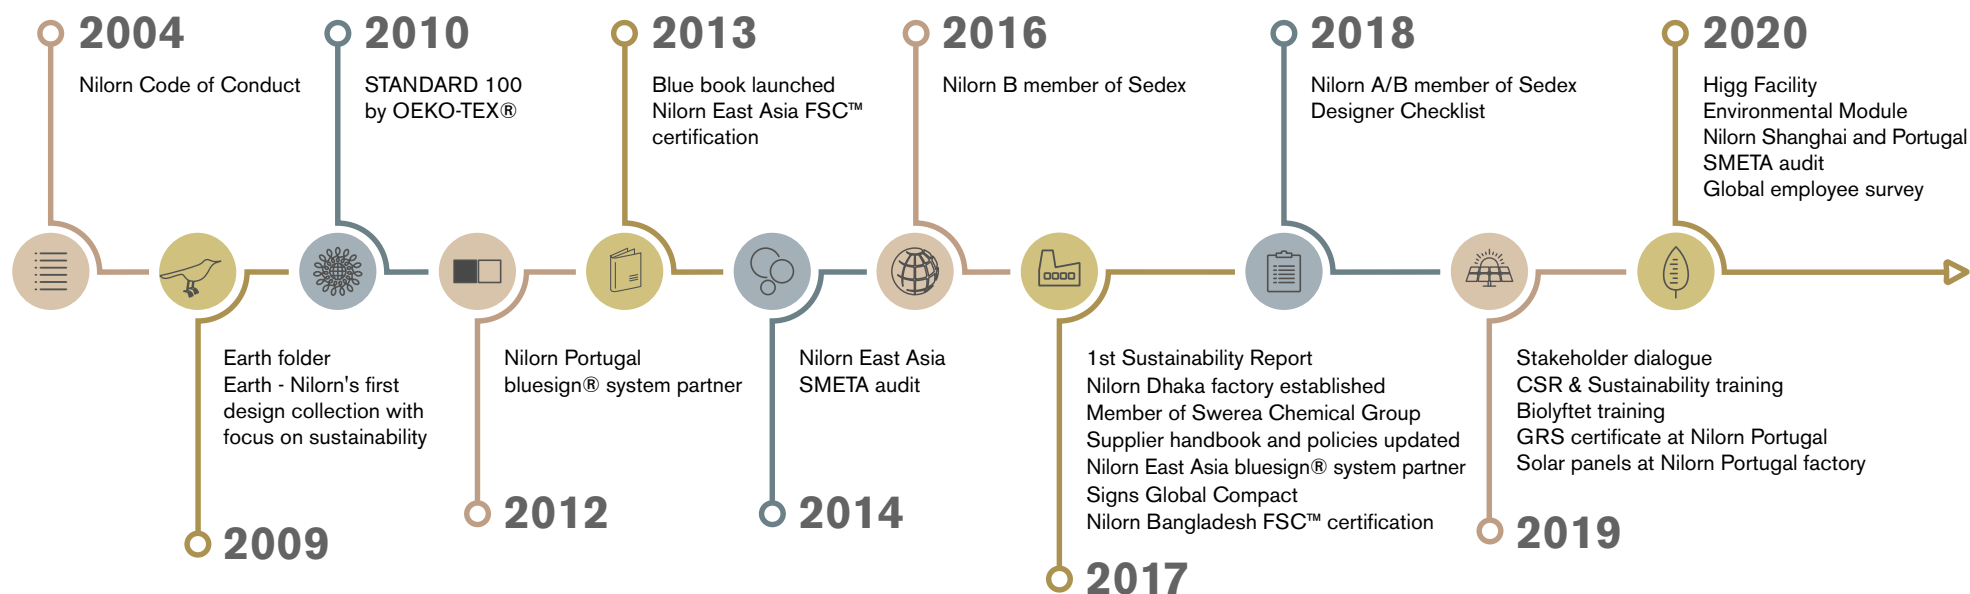 2004
Nilorn Code of Conduct
2009
Earth folder
Earth - Nilorn's first
design collection with
focus on sustainability
2010
STANDARD 100
by OEKO-TEX®
2012
Nilorn Portugal
bluesign® system partner
2013
Blue book launched
Nilorn East Asia FSC™
certification
2014
Nilorn East Asia
SMETA audit
2016
Nilorn B member of Sedex
2017
1st Sustainability Report
Nilorn Dhaka factory established
Member of Swerea Chemical Group
Supplier handbook and policies updated
Nilorn East Asia bluesign® system partner
Signs Global Compact
Nilorn Bangladesh FSC™ certification
2018
Nilorn A/B member of Sedex
Designer Checklist
2019
Stakeholder dialogue
CSR & Sustainability training
Biolyftet training
GRS certificate at Nilorn Portugal
Solar panels at Nilorn Portugal factory
2020
Higg Facility
Environmental Module
Nilorn Shanghai and Portugal
SMETA audit
Global employee survey